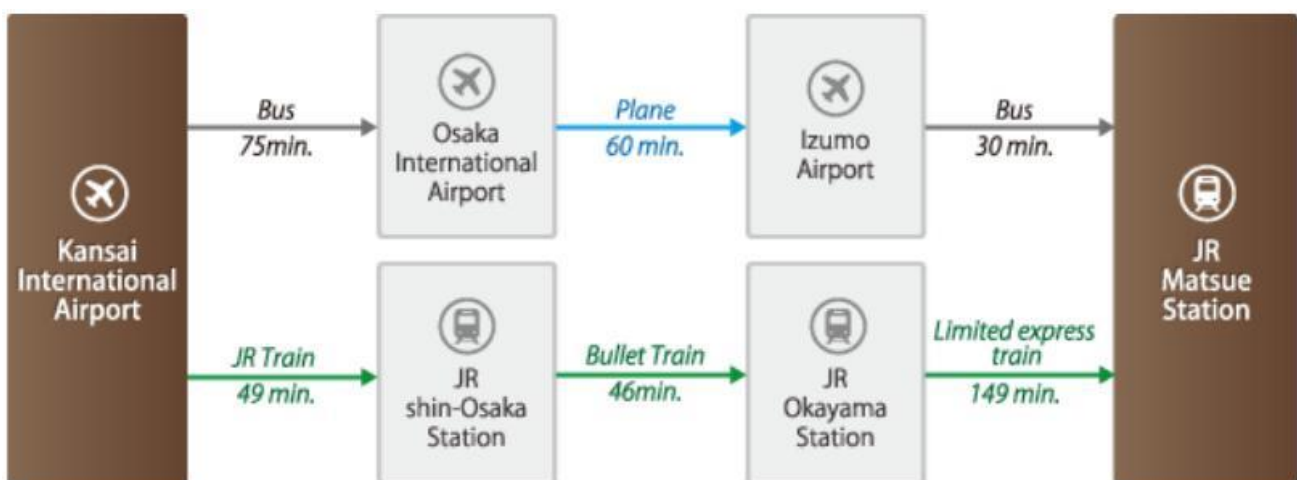 Kansai
International
Airport
Bus
75min.
Osaka
International
Airport
Plane
60 min.
Izumo
Airport
Bus
30 min.
JR Train
49 min.
JR
shin-Osaka
Station
Bullet Train
46min.
JR
Okayama
Station
Limited express
train
149 min.
JR
Matsue
Station